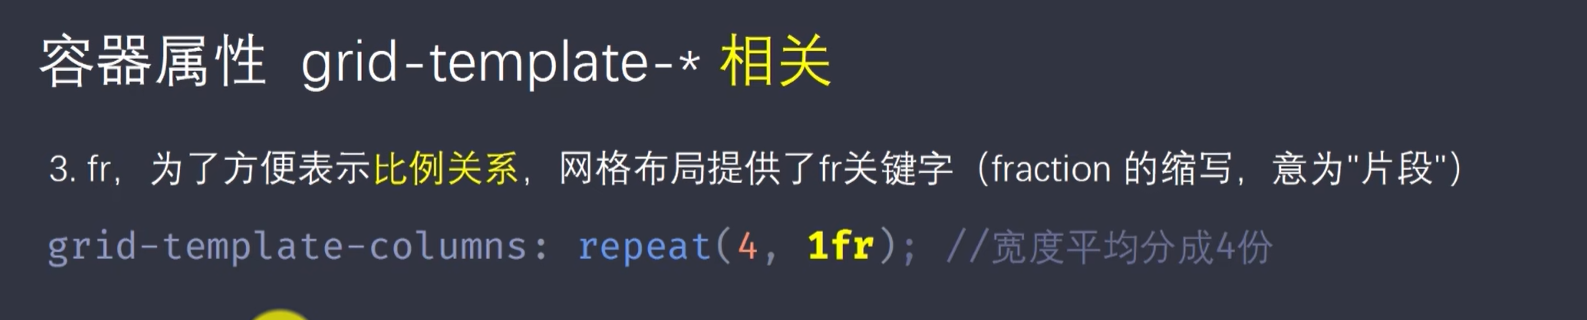 容器属性 grid-template-* 相关
3. fr，为了方便表示比例关系，网格布局提供了fr关键字（fraction 的缩写，意为"片段"）
grid-template-columns: repeat(4, 1fr); //宽度平均分成4份